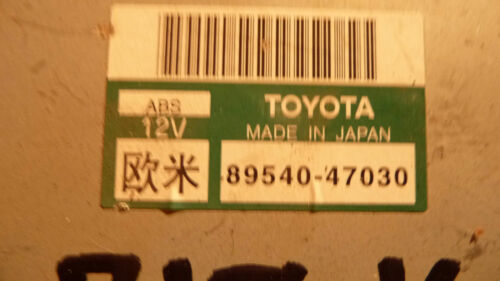 ABS
12V
TOYOTA
MADE IN JAPAN
欧米
89540-47030